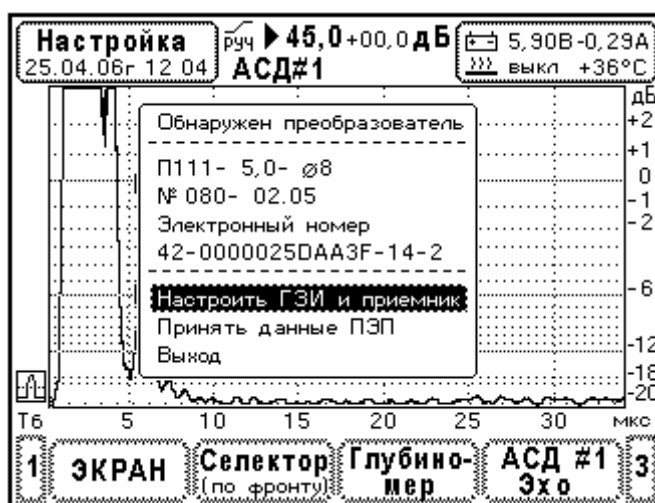 Настройка
25.04.06г 12 04
руч ▶ 45,0+00,0 дБ
АСД#1
5,90В-0,29А
выкл +36°C
дБ
+2
+1
0
-1
-2
-6
-12
-18
-20
Обнаружен преобразователь
П111- 5,0- ⌀8
№ 080- 02.05
Электронный номер
42-0000025DAA3F-14-2
Настроить ГЗИ и приемник
Принять данные ПЭП
Выход
Тб 5 10 15 20 25 30 мкс
1
ЭКРАН
Селектор
(по фронту)
Глубино-
мер
АСД #1
Эхо
3